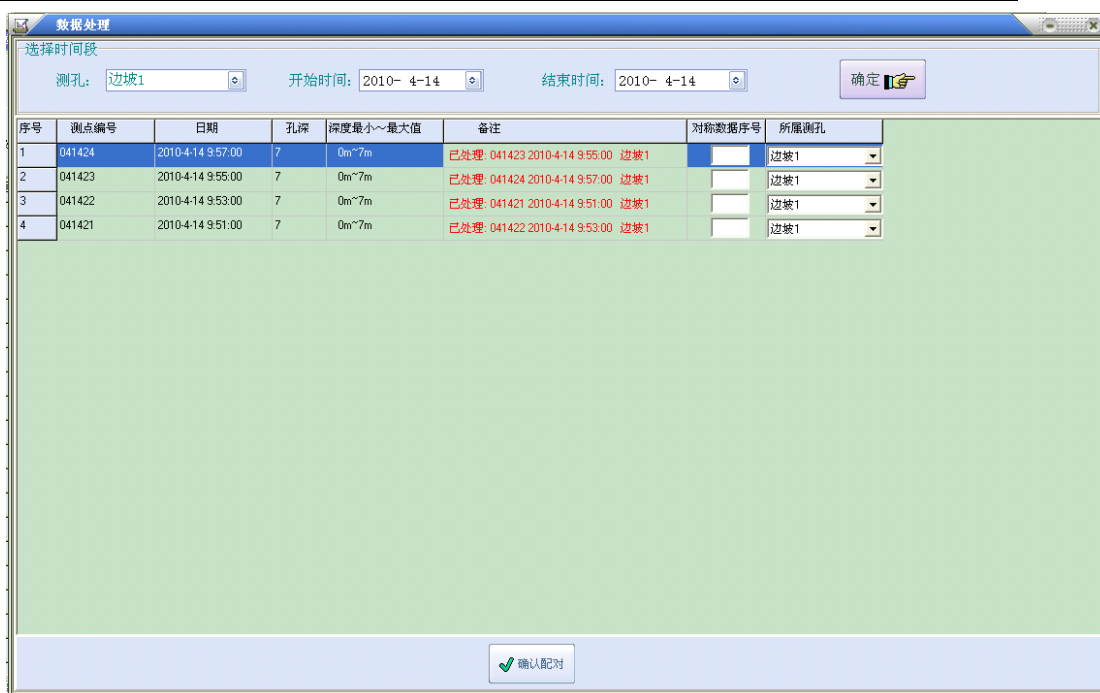 数据处理
选择时间段
测孔: 边坡1 开始时间: 2010- 4-14 结束时间: 2010- 4-14 确定
序号 测点编号 日期 孔深 深度最小～最大值 备注 对称数据序号 所属测孔
1 041424 2010-4-14 9:57:00 7 0m~7m 已处理: 041423 2010-4-14 9:55:00 边坡1 边坡1
2 041423 2010-4-14 9:55:00 7 0m~7m 已处理: 041424 2010-4-14 9:57:00 边坡1 边坡1
3 041422 2010-4-14 9:53:00 7 0m~7m 已处理: 041421 2010-4-14 9:51:00 边坡1 边坡1
4 041421 2010-4-14 9:51:00 7 0m~7m 已处理: 041422 2010-4-14 9:53:00 边坡1 边坡1
确认配对